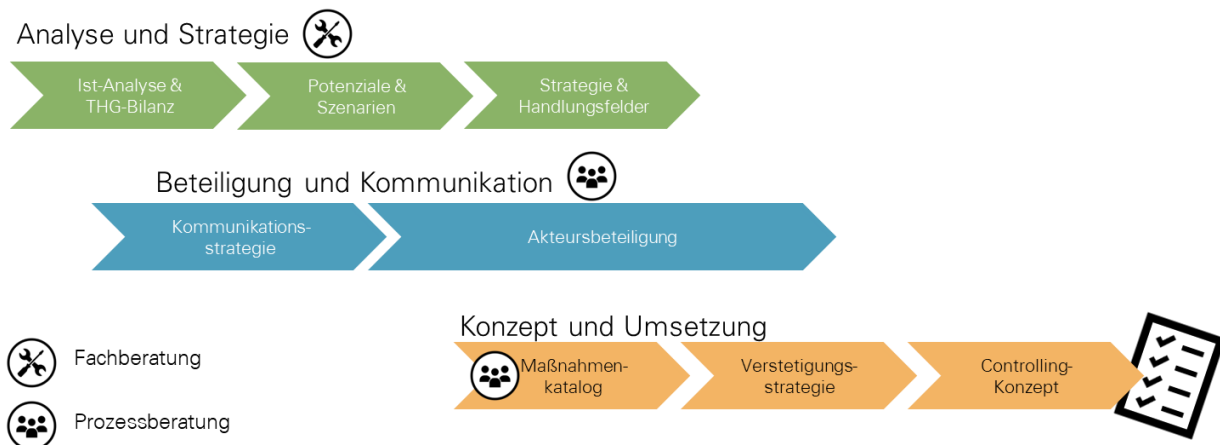 Analyse und Strategie
Ist-Analyse &
THG-Bilanz
Potenziale &
Szenarien
Strategie &
Handlungsfelder
Beteiligung und Kommunikation
Kommunikations-
strategie
Akteursbeteiligung
Konzept und Umsetzung
Maßnahmen-
katalog
Verstetigungs-
strategie
Controlling-
Konzept
Fachberatung
Prozessberatung